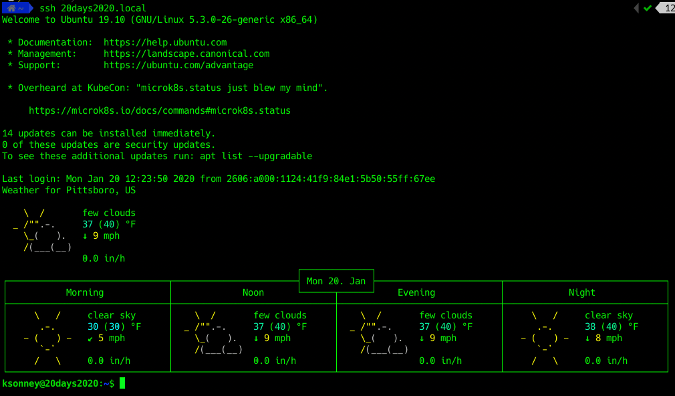 ~ ssh 20days2020.local ✔ 12
Welcome to Ubuntu 19.10 (GNU/Linux 5.3.0-26-generic x86_64)
* Documentation: https://help.ubuntu.com
* Management: https://landscape.canonical.com
* Support: https://ubuntu.com/advantage
* Overheard at KubeCon: "microk8s.status just blew my mind".
https://microk8s.io/docs/commands#microk8s.status
14 updates can be installed immediately.
0 of these updates are security updates.
To see these additional updates run: apt list --upgradable
Last login: Mon Jan 20 12:23:50 2020 from 2606:a000:1124:41f9:84e1:5b50:55ff:67ee
Weather for Pittsboro, US
few clouds
37 (40) °F
↓ 9 mph
0.0 in/h
Mon 20. Jan
Morning Noon Evening Night
clear sky few clouds few clouds clear sky
30 (30) °F 37 (40) °F 37 (40) °F 38 (40) °F
↙ 5 mph ↓ 9 mph ↓ 9 mph ↓ 8 mph
0.0 in/h 0.0 in/h 0.0 in/h 0.0 in/h
ksonney@20days2020:~$